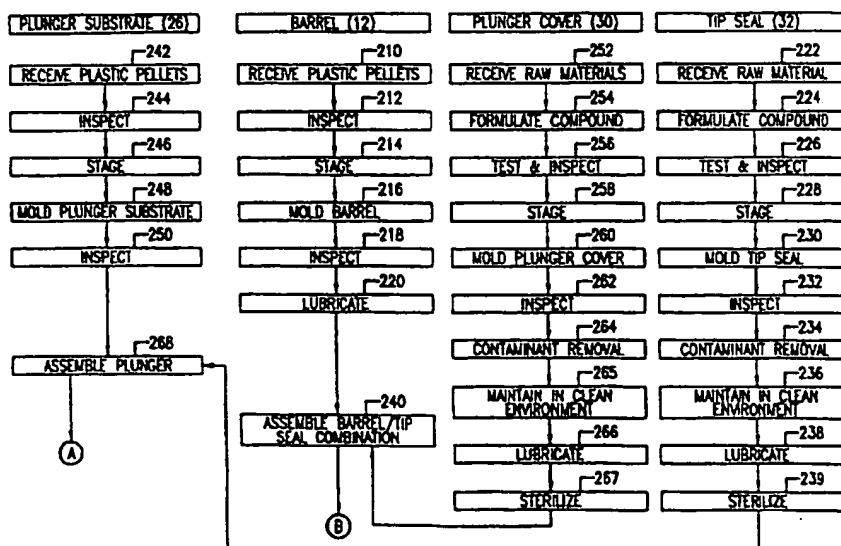 PLUNGER SUBSTRATE (26)
242
RECEIVE PLASTIC PELLETS
244
INSPECT
246
STAGE
248
MOLD PLUNGER SUBSTRATE
250
INSPECT
268
ASSEMBLE PLUNGER
A
BARREL (12)
210
RECEIVE PLASTIC PELLETS
212
INSPECT
214
STAGE
216
MOLD BARREL
218
INSPECT
220
LUBRICATE
240
ASSEMBLE BARREL/TIP
SEAL COMBINATION
B
PLUNGER COVER (30)
252
RECEIVE RAW MATERIALS
254
FORMULATE COMPOUND
256
TEST & INSPECT
258
STAGE
260
MOLD PLUNGER COVER
262
INSPECT
264
CONTAMINANT REMOVAL
265
MAINTAIN IN CLEAN
ENVIRONMENT
266
LUBRICATE
267
STERILIZE
TIP SEAL (32)
222
RECEIVE RAW MATERIAL
224
FORMULATE COMPOUND
226
TEST & INSPECT
228
STAGE
230
MOLD TIP SEAL
232
INSPECT
234
CONTAMINANT REMOVAL
236
MAINTAIN IN CLEAN
ENVIRONMENT
238
LUBRICATE
239
STERILIZE